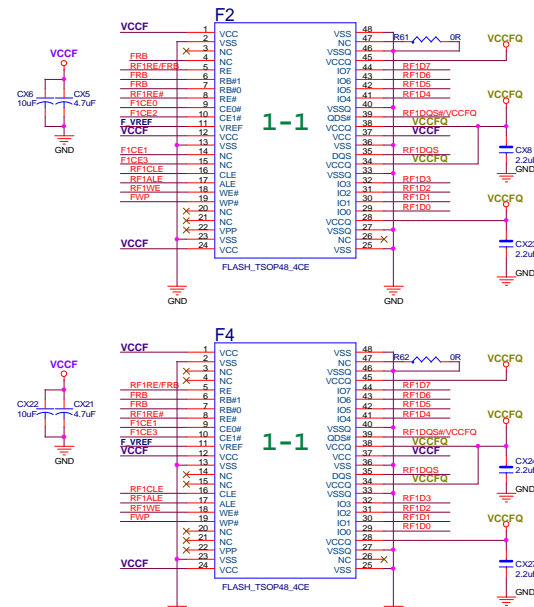 F2
VCCF 1 VCC VSS 48
2 VSS NC 47 R61 0R VCCFQ
3 NC VSSQ 46
FRB 4 NC VCCQ 45
RF1RE/FRB 5 RE IO7 44 RF1D7
FRB 6 RB#1 IO6 43 RF1D6
FRB 7 RB#0 IO5 42 RF1D5
RF1RE# 8 RE# IO4 41 RF1D4
F1CE0 9 CE0# VSSQ 40
F1CE2 10 CE1# QDS# 39 RF1DQS#/VCCFQ
F_VREF 11 VREF VCCQ 38 VCCFQ
VCCF 12 VCC VCC 37 VCCF
13 VSS VSS 36
F1CE1 14 NC DQS 35 RF1DQS
F1CE3 15 NC VCCQ 34 VCCFQ
RF1CLE 16 CLE VSSQ 33
RF1ALE 17 ALE IO3 32 RF1D3
RF1WE 18 WE# IO2 31 RF1D2
FWP 19 WP# IO1 30 RF1D1
20 NC IO0 29 RF1D0
21 NC VCCQ 28
22 VPP VSSQ 27
23 VSS NC 26
VCCF 24 VCC VSS 25
1-1
FLASH_TSOP48_4CE
VCCF
CX6 CX5
10uF 4.7uF
GND
VCCFQ
CX8
2.2u
GND
VCCFQ
2.2u
GND
GND
GND
F4
VCCF 1 VCC VSS 48
2 VSS NC 47 R62 0R VCCFQ
3 NC VSSQ 46
4 NC VCCQ 45
RF1RE/FRB 5 RE IO7 44 RF1D7
FRB 6 RB#1 IO6 43 RF1D6
FRB 7 RB#0 IO5 42 RF1D5
RF1RE# 8 RE# IO4 41 RF1D4
F1CE1 9 CE0# VSSQ 40
F1CE3 10 CE1# QDS# 39 RF1DQS#/VCCFQ
F_VREF 11 VREF VCCQ 38 VCCFQ
VCCF 12 VCC VCC 37 VCCF
13 VSS VSS 36
14 NC DQS 35 RF1DQS
15 NC VCCQ 34 VCCFQ
RF1CLE 16 CLE VSSQ 33
RF1ALE 17 ALE IO3 32 RF1D3
RF1WE 18 WE# IO2 31 RF1D2
FWP 19 WP# IO1 30 RF1D1
20 NC IO0 29 RF1D0
21 NC VCCQ 28
22 VPP VSSQ 27
23 VSS NC 26
VCCF 24 VCC VSS 25
1-1
FLASH_TSOP48_4CE
VCCF
CX22 CX21
10uF 4.7uF
GND
2.2u
GND
VCCFQ
2.2u
GND